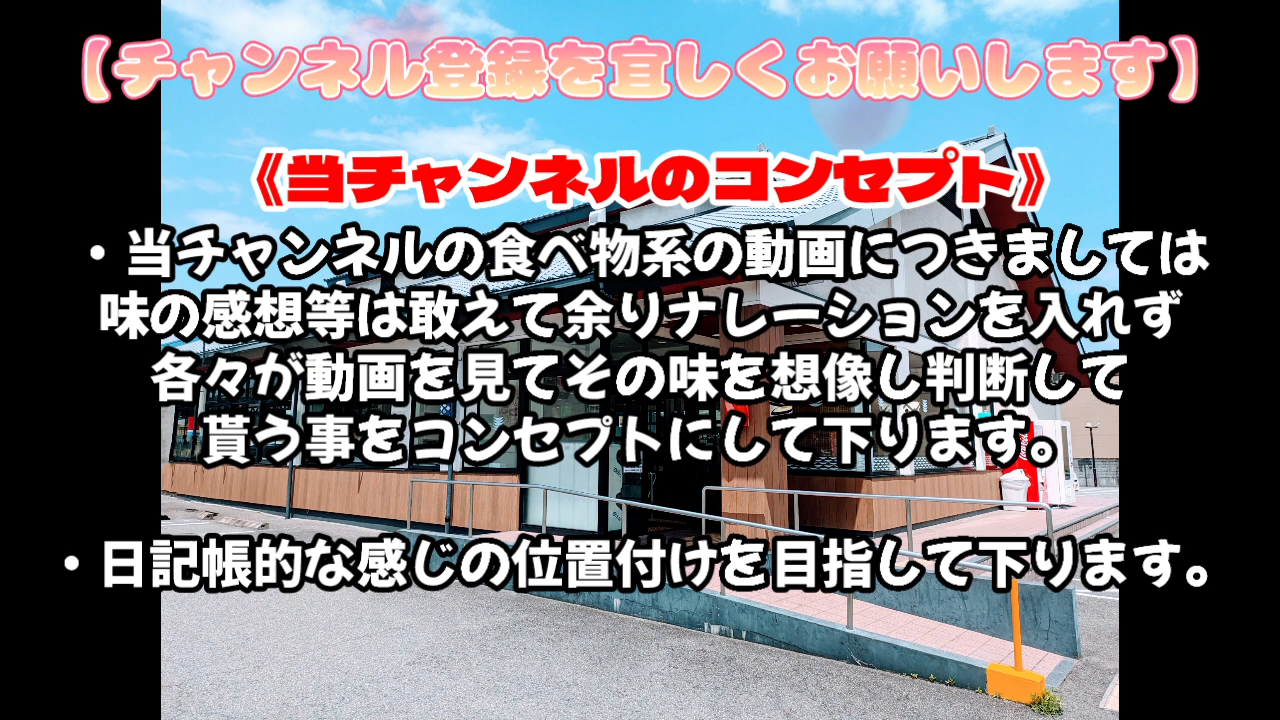 【チャンネル登録を宜しくお願いします】
《当チャンネルのコンセプト》
・当チャンネルの食べ物系の動画につきましては
味の感想等は敢えて余りナレーションを入れず
各々が動画を見てその味を想像し判断して
貰う事をコンセプトにして下ります。
・日記帳的な感じの位置付けを目指して下ります。